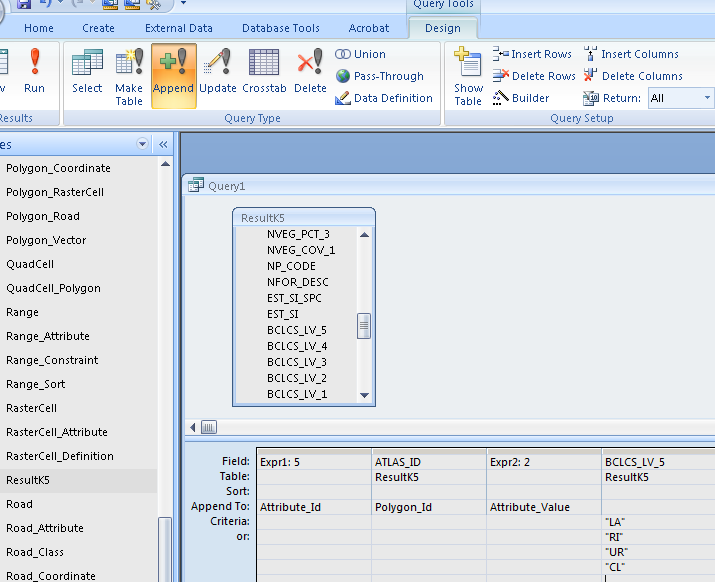 Query Tools
Home Create External Data Database Tools Acrobat Design
Run
Select
Make Table
Append
Update
Crosstab
Delete
Union
Pass-Through
Data Definition
Show Table
Insert Rows
Delete Rows
Builder
Insert Columns
Delete Columns
Return: All
Results Query Type Query Setup
es «
Polygon_Coordinate
Polygon_RasterCell
Polygon_Road
Polygon_Vector
QuadCell
QuadCell_Polygon
Range
Range_Attribute
Range_Constraint
Range_Sort
RasterCell
RasterCell_Attribute
RasterCell_Definition
ResultK5
Road
Road_Attribute
Road_Class
Road_Coordinate
Query1
ResultK5
NVEG_PCT_3
NVEG_COV_1
NP_CODE
NFOR_DESC
EST_SI_SPC
EST_SI
BCLCS_LV_5
BCLCS_LV_4
BCLCS_LV_3
BCLCS_LV_2
BCLCS_LV_1
Field: Expr1: 5 ATLAS_ID Expr2: 2 BCLCS_LV_5
Table: ResultK5 ResultK5
Sort:
Append To: Attribute_Id Polygon_Id Attribute_Value
Criteria: "LA"
or: "RI"
"UR"
"CL"